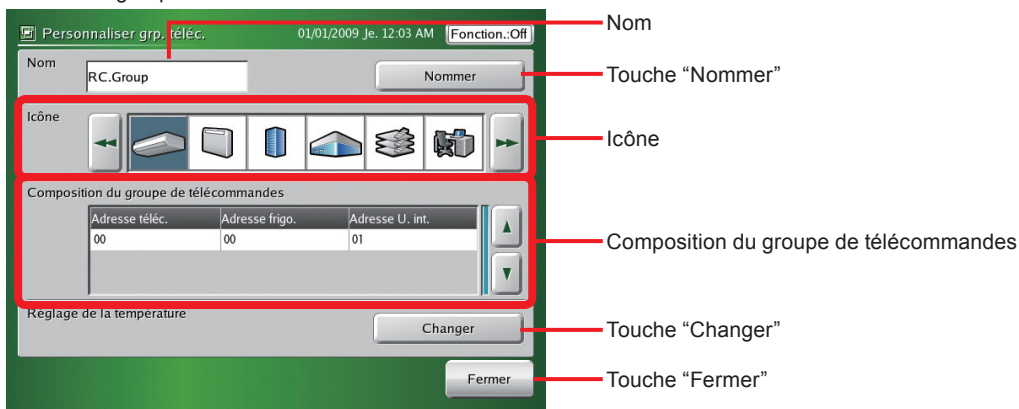 Personnaliser grp. téléc. 01/01/2009 Je. 12:03 AM Fonction.:Off
Nom
RC.Group
Nommer
Icône
Composition du groupe de télécommandes
Adresse téléc. Adresse frigo. Adresse U. int.
00 00 01
Réglage de la température
Changer
Fermer
Nom
Touche “Nommer”
Icône
Composition du groupe de télécommandes
Touche “Changer”
Touche “Fermer”